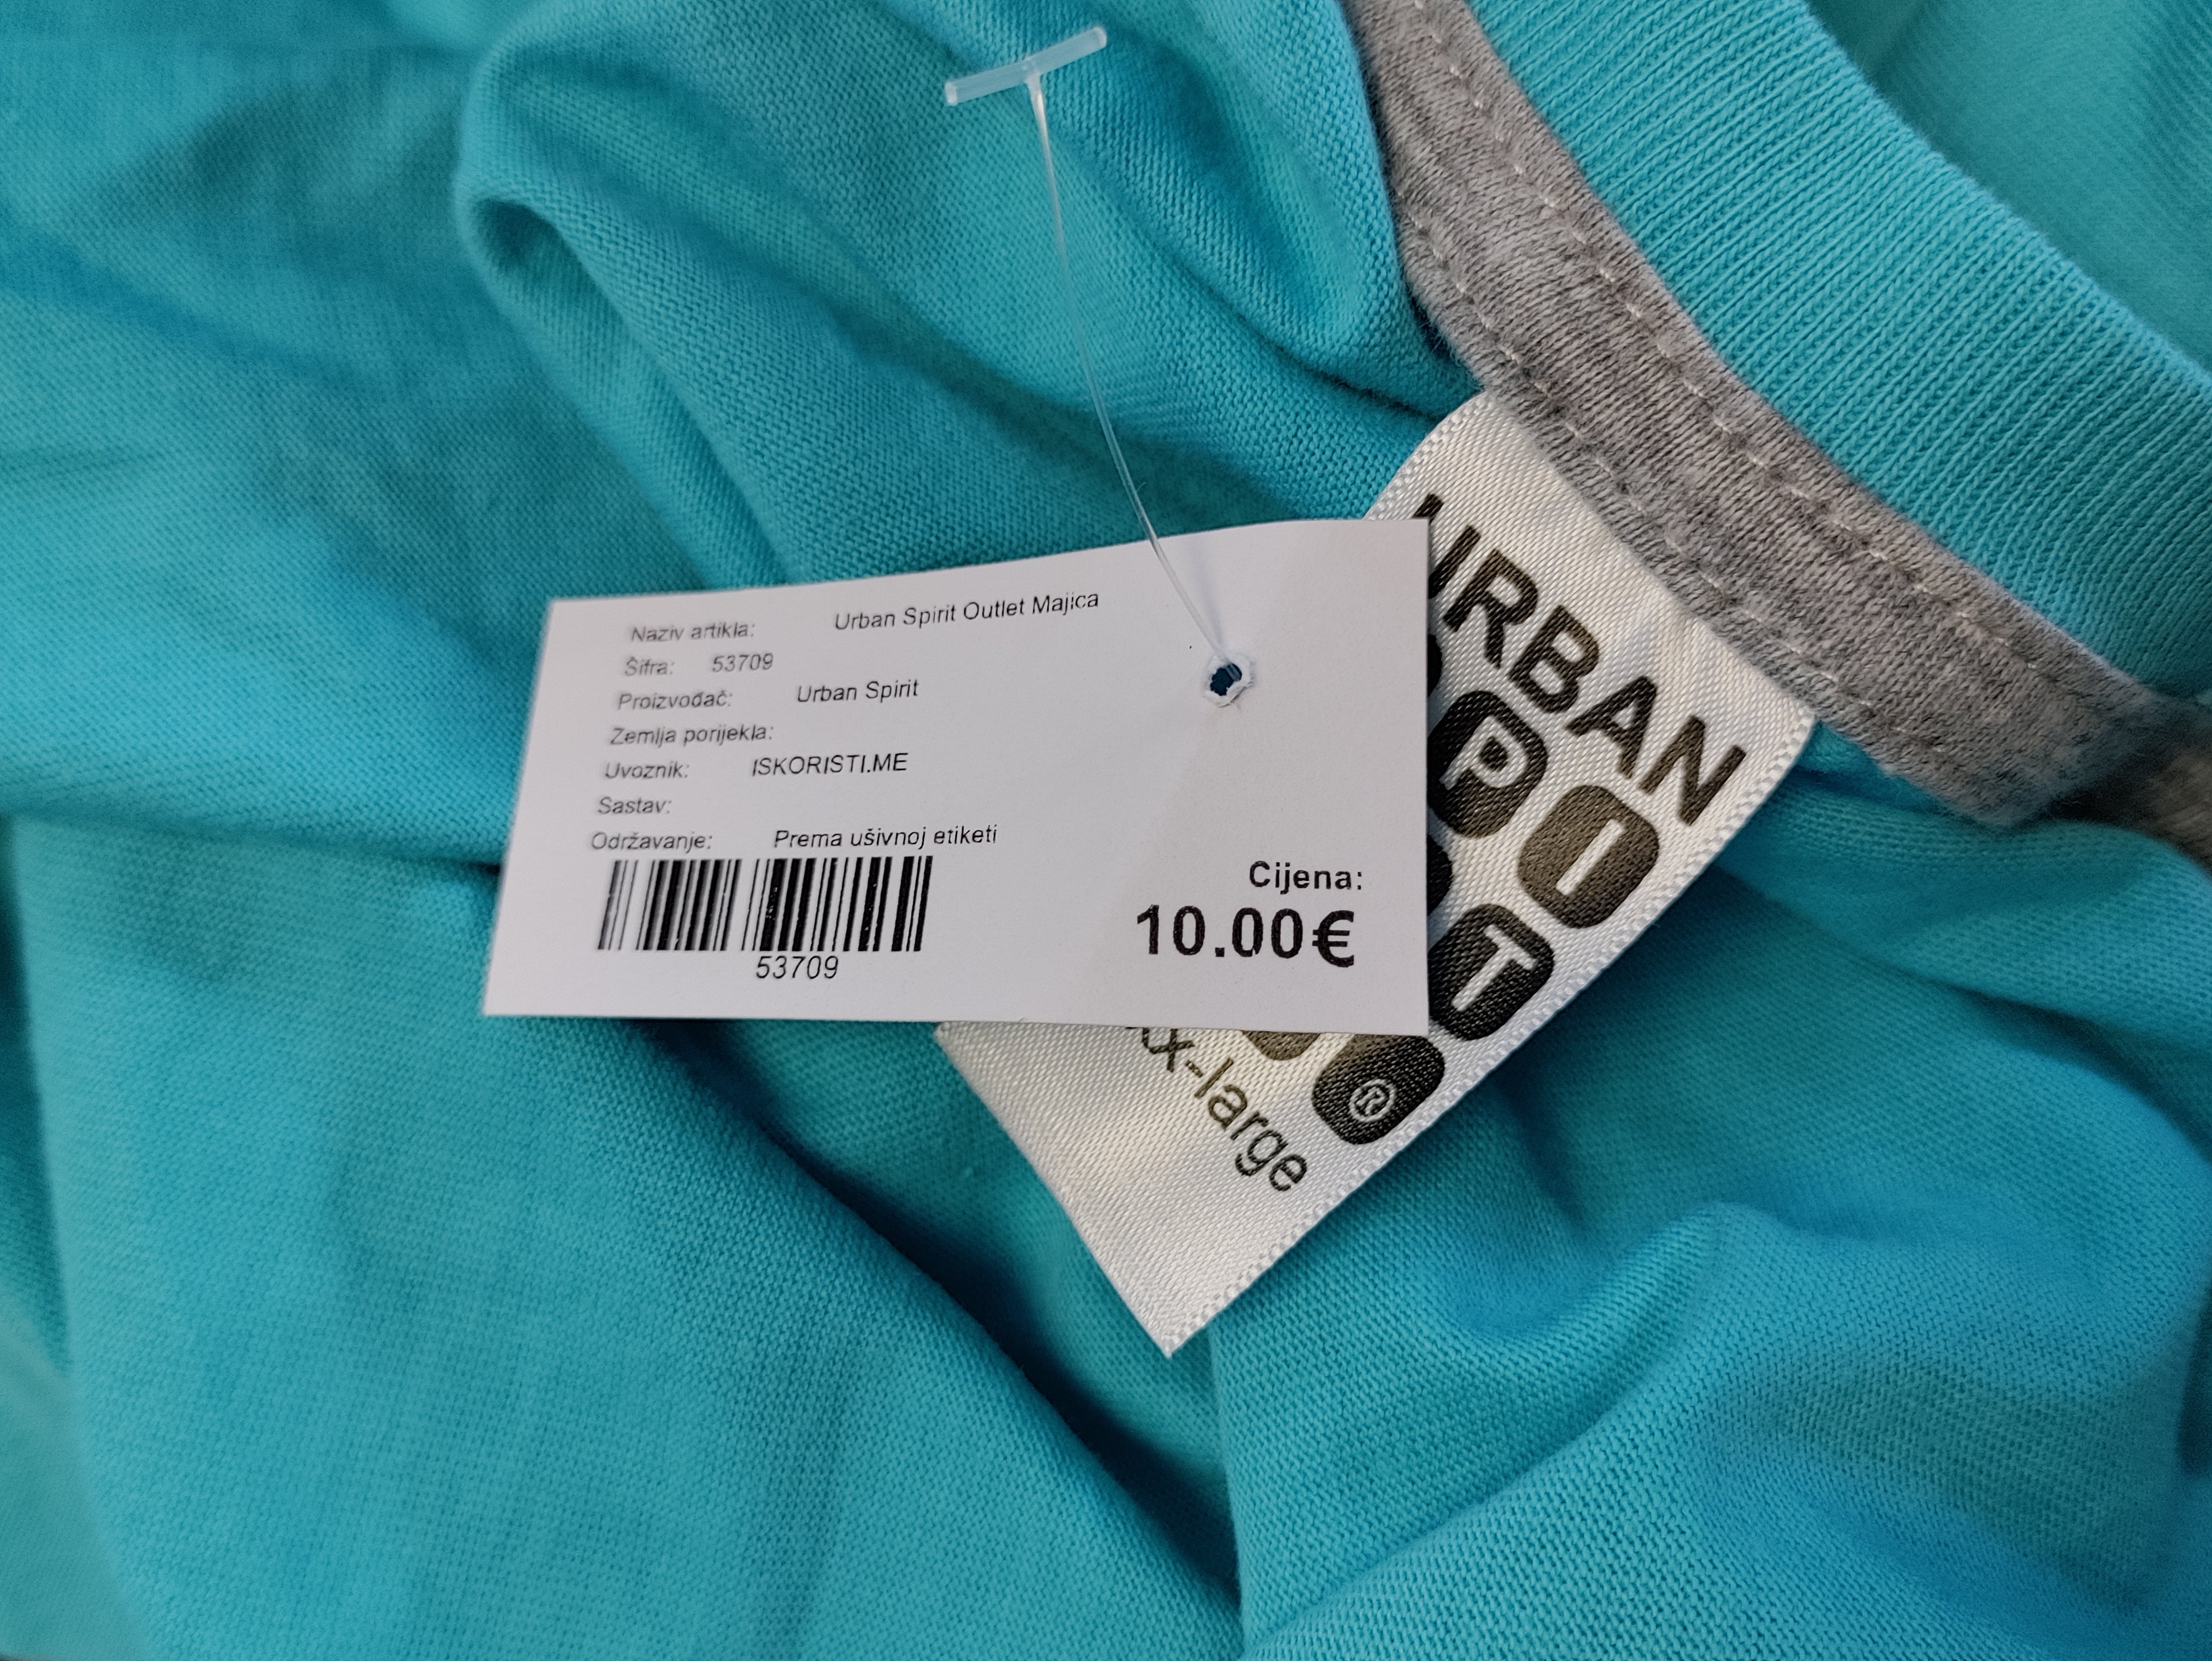 Naziv artikla: Urban Spirit Outlet Majica
Šifra: 53709
Proizvođač: Urban Spirit
Zemlja porijekla:
Uvoznik: ISKORISTI.ME
Sastav:
Održavanje: Prema ušivnoj etiketi
53709
Cijena:
10.00€
URBAN
PI
T
®
x-large